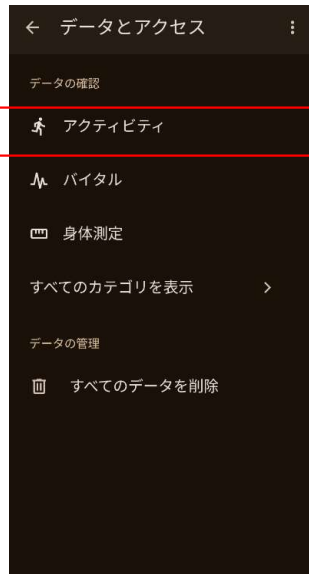 データとアクセス
データの確認
アクティビティ
バイタル
身体測定
すべてのカテゴリを表示
データの管理
すべてのデータを削除